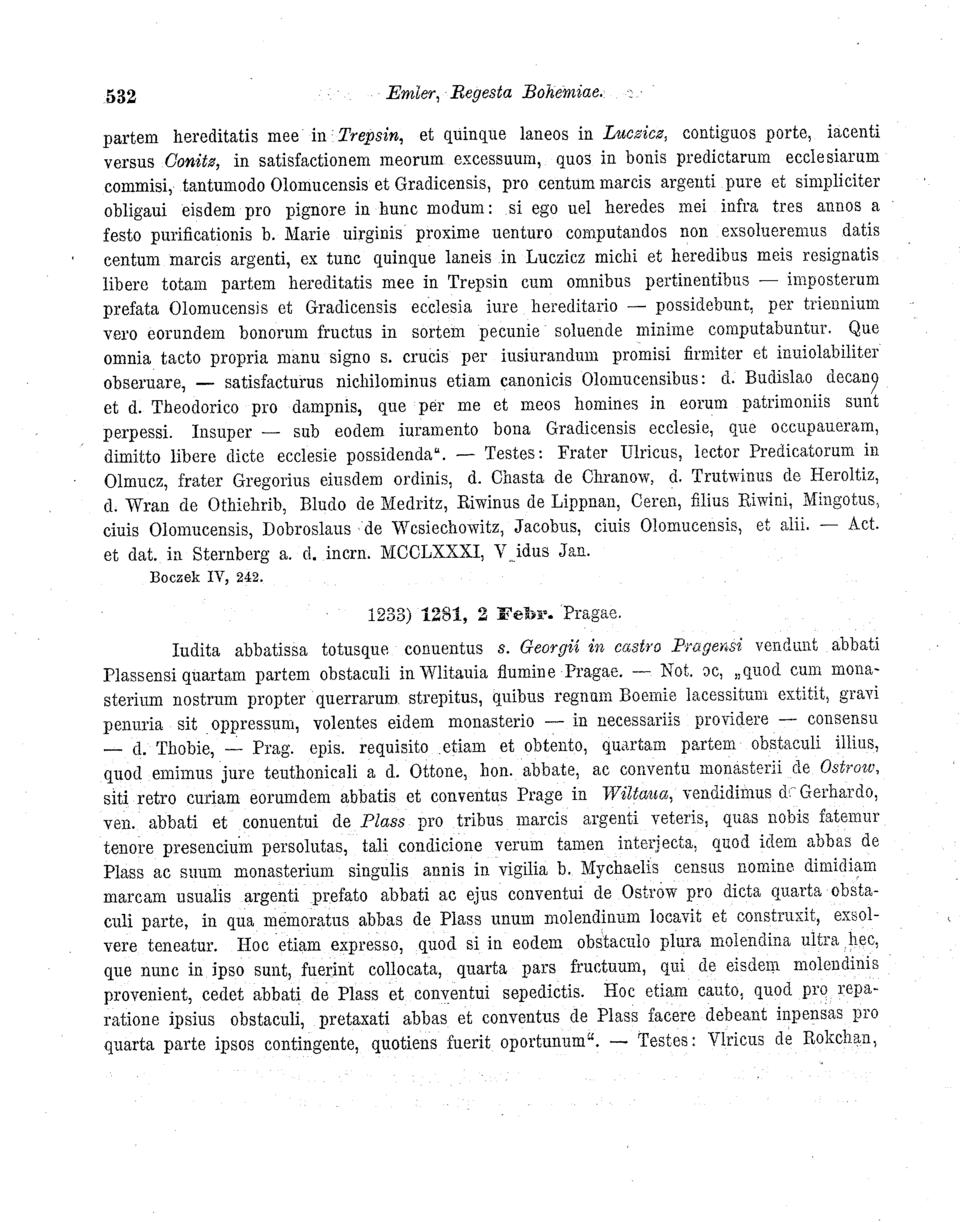 532 Emler, Regesta Bohemiae.
partem hereditatis mee in Trepsin, et quinque laneos in Luczicz, contiguos porte, iacenti
versus Conitz, in satisfactionem meorum excessuum, quos in bonis predictarum ecclesiarum
commisi, tantumodo Olomucensis et Gradicensis, pro centum marcis argenti pure et simpliciter
obligaui eisdem pro pignore in hunc modum: si ego uel heredes mei infra tres annos a
festo purificationis b. Marie uirginis proxime uenturo computandos non exsolueremus datis
centum marcis argenti, ex tunc quinque laneis in Luczicz michi et heredibus meis resignatis
libere totam partem hereditatis mee in Trepsin cum omnibus pertinentibus — imposterum
prefata Olomucensis et Gradicensis ecclesia iure hereditario — possidebunt, per triennium
vero eorundem bonorum fructus in sortem pecunie soluende minime computabuntur. Que
omnia tacto propria manu signo s. crucis per iusiurandum promisi firmiter et inuiolabiliter
obseruare, — satisfacturus nichilominus etiam canonicis Olomucensibus: d. Budislao decano
et d. Theodorico pro dampnis, que per me et meos homines in eorum patrimoniis sunt
perpessi. Insuper — sub eodem iuramento bona Gradicensis ecclesie, que occupaueram,
dimitto libere dicte ecclesie possidenda“. — Testes: Frater Ulricus, lector Predicatorum in
Olmucz, frater Gregorius eiusdem ordinis, d. Chasta de Chranow, d. Trutwinus de Heroltiz,
d. Wran de Othiehrib, Bludo de Medritz, Riwinus de Lippnan, Ceren, filius Riwini, Mingotus,
ciuis Olomucensis, Dobroslaus de Wcsiechowitz, Jacobus, ciuis Olomucensis, et alii. — Act.
et dat. in Sternberg a. d. incrn. MCCLXXXI, V idus Jan.
Boczek IV, 242.
1233) 1281, 2 Febr. Pragae.
Iudita abbatissa totusque conuentus s. Georgii in castro Pragensi vendunt abbati
Plassensi quartam partem obstaculi in Wlitauia flumine Pragae. — Not. &c, „quod cum mona-
sterium nostrum propter querrarum strepitus, quibus regnum Boemie lacessitum extitit, gravi
penuria sit oppressum, volentes eidem monasterio — in necessariis providere — consensu
— d. Thobie, — Prag. epis. requisito etiam et obtento, quartam partem obstaculi illius,
quod emimus jure teuthonicali a d. Ottone, hon. abbate, ac conventu monasterii de Ostrow,
siti retro curiam eorumdem abbatis et conventus Prage in Wiltaua, vendidimus d. Gerhardo,
ven. abbati et conuentui de Plass pro tribus marcis argenti veteris, quas nobis fatemur
tenore presencium persolutas, tali condicione verum tamen interjecta, quod idem abbas de
Plass ac suum monasterium singulis annis in vigilia b. Mychaelis census nomine dimidiam
marcam usualis argenti prefato abbati ac ejus conventui de Ostrow pro dicta quarta obsta-
culi parte, in qua memoratus abbas de Plass unum molendinum locavit et construxit, exsol-
vere teneatur. Hoc etiam expresso, quod si in eodem obstaculo plura molendina ultra hec,
que nunc in ipso sunt, fuerint collocata, quarta pars fructuum, qui de eisdem molendinis
provenient, cedet abbati de Plass et conventui sepedictis. Hoc etiam cauto, quod pro repa-
ratione ipsius obstaculi, pretaxati abbas et conventus de Plass facere debeant inpensas pro
quarta parte ipsos contingente, quotiens fuerit oportunum“. — Testes: Vlricus de Rokchan,